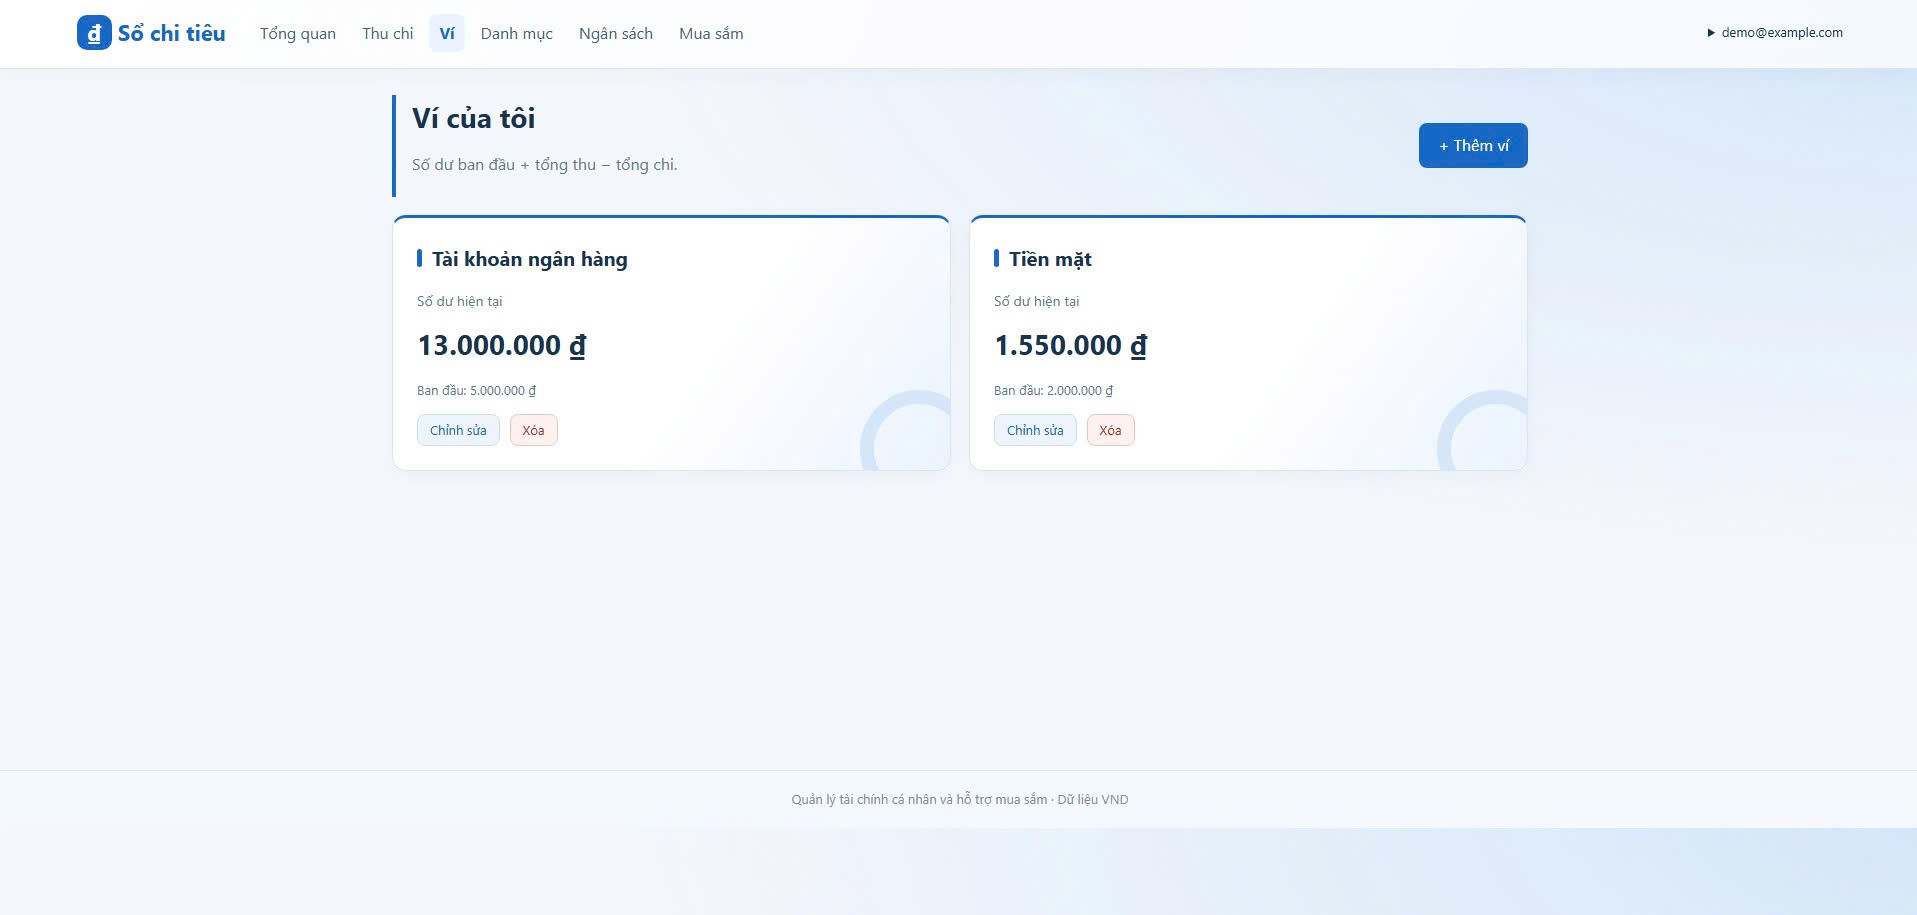 đ Sổ chi tiêu Tổng quan Thu chi Ví Danh mục Ngân sách Mua sắm ▶ demo@example.com
Ví của tôi
Số dư ban đầu + tổng thu − tổng chi.
+ Thêm ví
Tài khoản ngân hàng
Số dư hiện tại
13.000.000 ₫
Ban đầu: 5.000.000 ₫
Chỉnh sửa Xóa
Tiền mặt
Số dư hiện tại
1.550.000 ₫
Ban đầu: 2.000.000 ₫
Chỉnh sửa Xóa
Quản lý tài chính cá nhân và hỗ trợ mua sắm · Dữ liệu VND